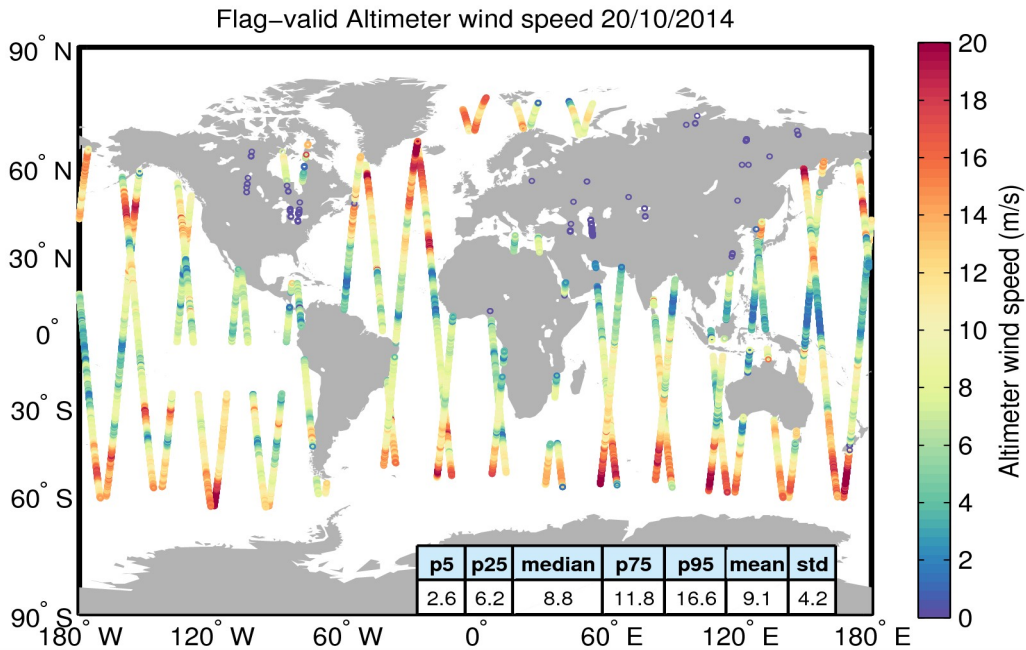 Flag−valid Altimeter wind speed 20/10/2014
90° N
60° N
30° N
0°
30° S
60° S
90° S
180° W
120° W
60° W
0°
60° E
120° E
180° E
p5 p25 median p75 p95 mean std
2.6 6.2 8.8 11.8 16.6 9.1 4.2
20
18
16
14
12
10
8
6
4
2
0
Altimeter wind speed (m/s)